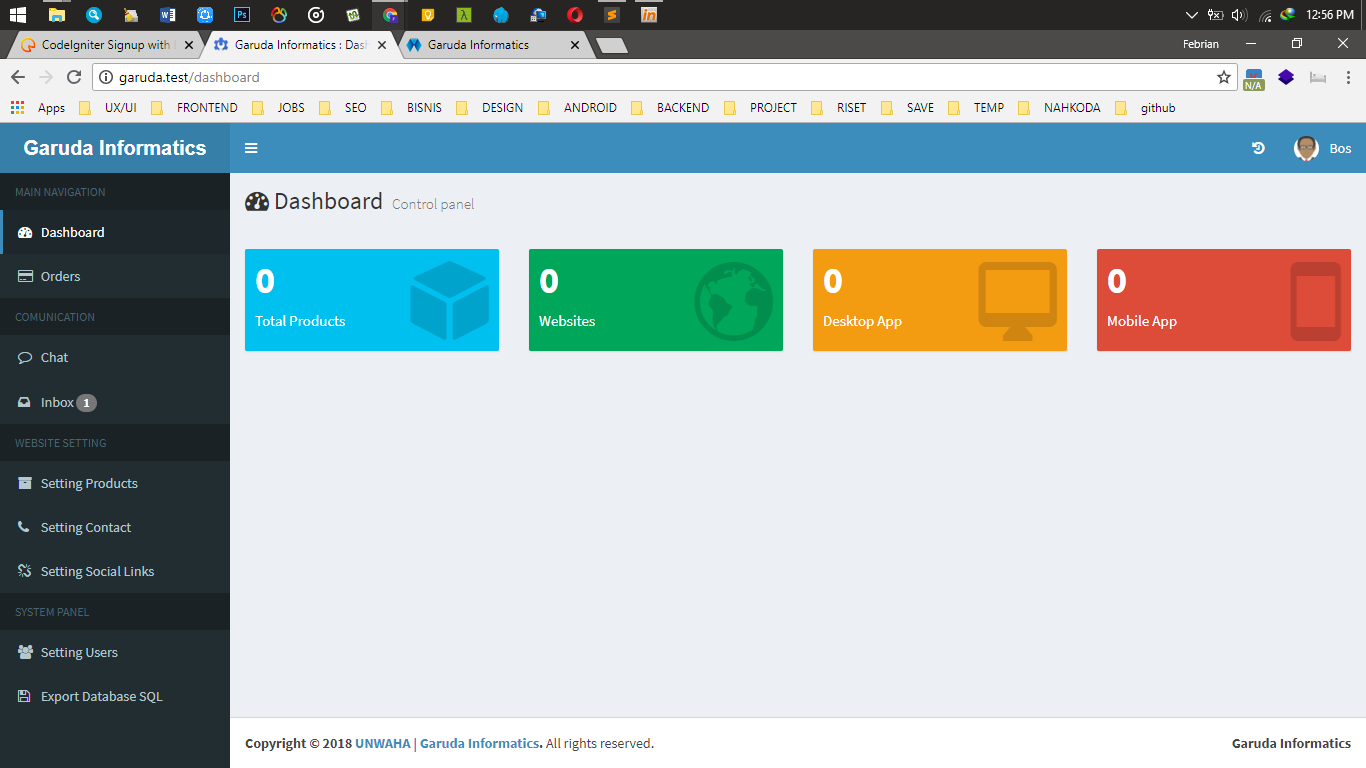 12:56 PM
CodeIgniter Signup with
Garuda Informatics : Das
Garuda Informatics
Febrian
garuda.test/dashboard
N/A
Apps UX/UI FRONTEND JOBS SEO BISNIS DESIGN ANDROID BACKEND PROJECT RISET SAVE TEMP NAHKODA github
Garuda Informatics
Bos
MAIN NAVIGATION
Dashboard
Orders
COMUNICATION
Chat
Inbox 1
WEBSITE SETTING
Setting Products
Setting Contact
Setting Social Links
SYSTEM PANEL
Setting Users
Export Database SQL
Dashboard Control panel
0
Total Products
0
Websites
0
Desktop App
0
Mobile App
Copyright © 2018 UNWAHA | Garuda Informatics. All rights reserved.
Garuda Informatics